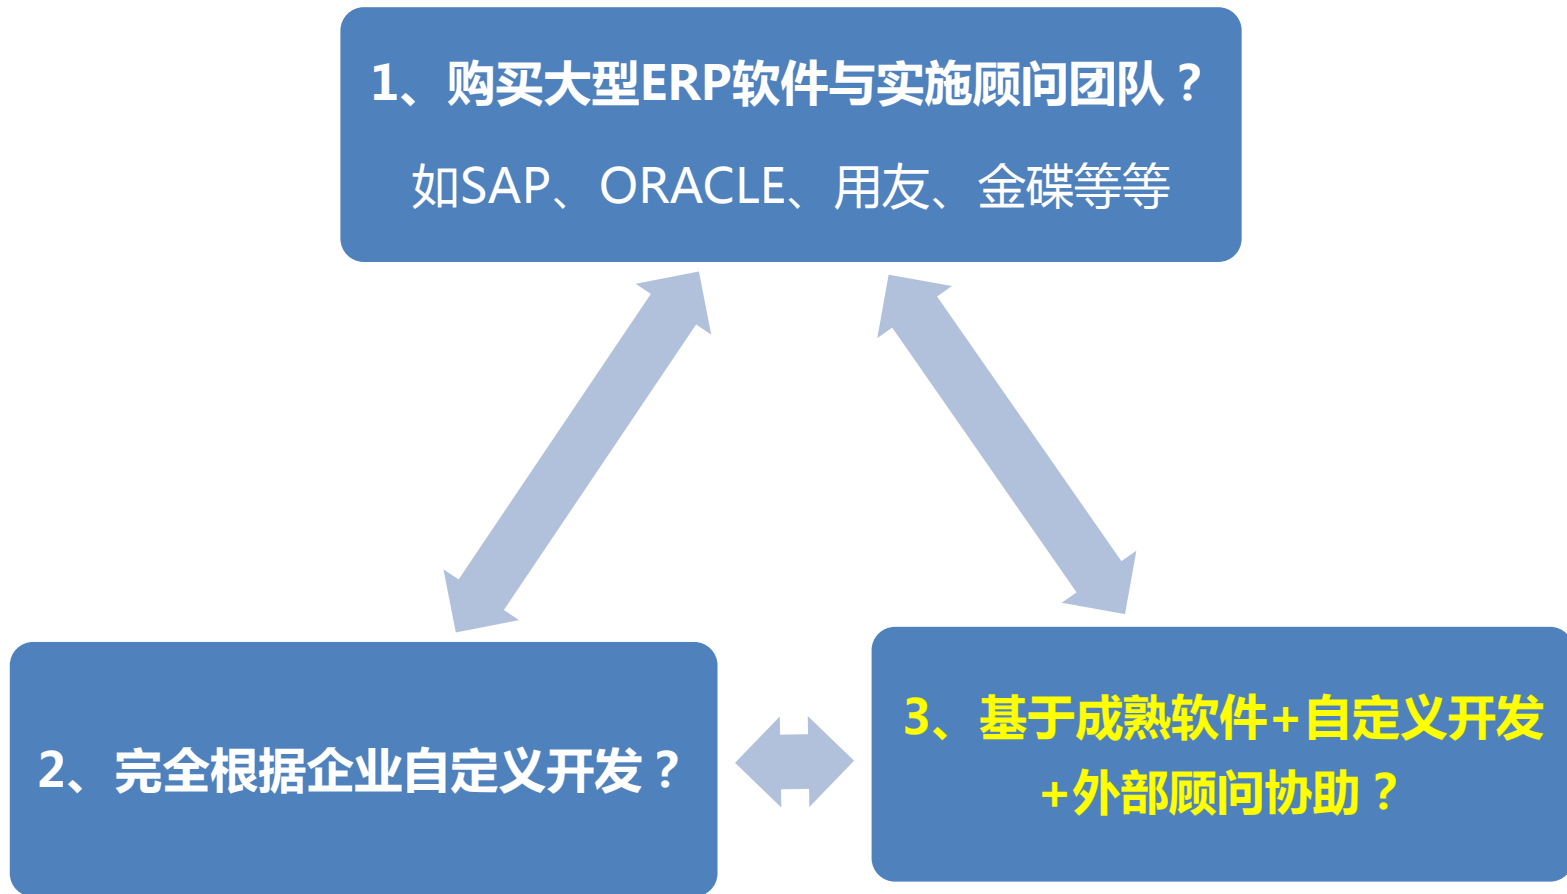 1、购买大型ERP软件与实施顾问团队？
如SAP、ORACLE、用友、金碟等等
2、完全根据企业自定义开发？
3、基于成熟软件+自定义开发
+外部顾问协助？